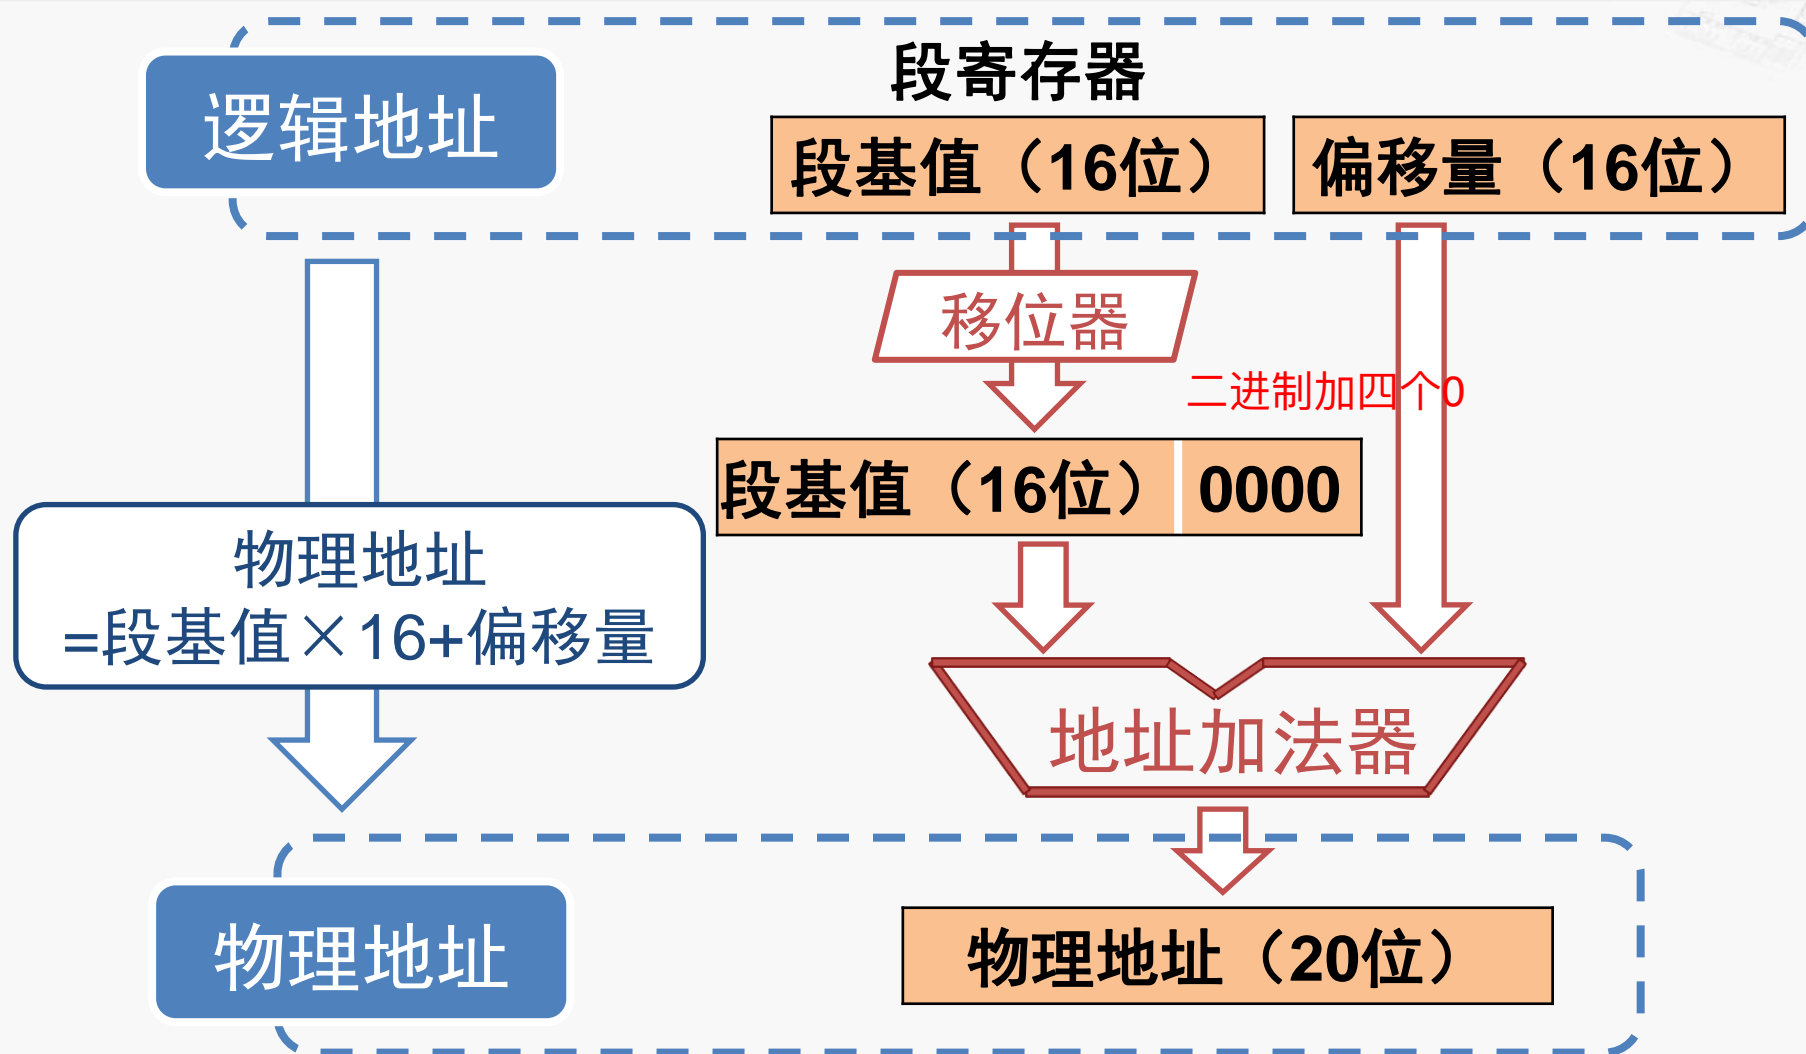 逻辑地址
段寄存器
段基值（16位）
偏移量（16位）
移位器
二进制加四个0
段基值（16位） 0000
物理地址
=段基值×16+偏移量
地址加法器
物理地址
物理地址（20位）